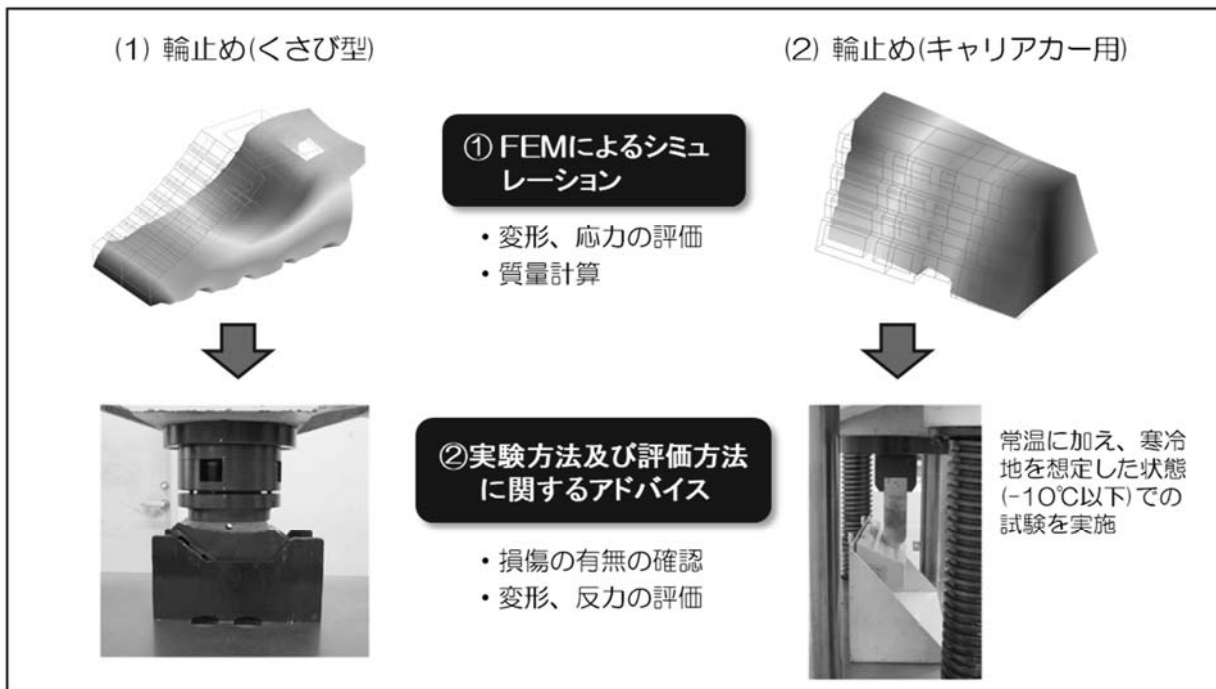 (1) 輪止め(くさび型)
(2) 輪止め(キャリアカー用)
① FEMによるシミュ
レーション
・変形、応力の評価
・質量計算
②実験方法及び評価方法
に関するアドバイス
・損傷の有無の確認
・変形、反力の評価
常温に加え、寒冷
地を想定した状態
(-10℃以下)での
試験を実施